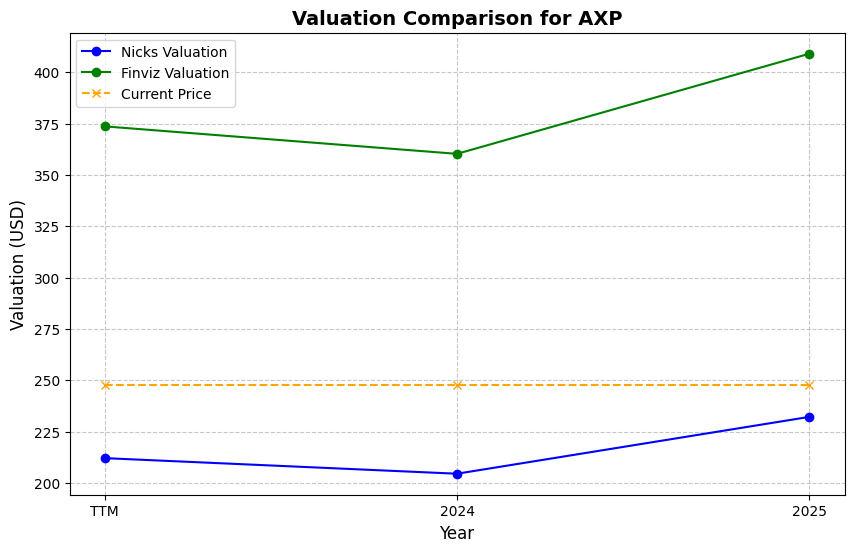 Valuation Comparison for AXP
Nicks Valuation
Finviz Valuation
Current Price
Valuation (USD)
400
375
350
325
300
275
250
225
200
TTM
2024
2025
Year